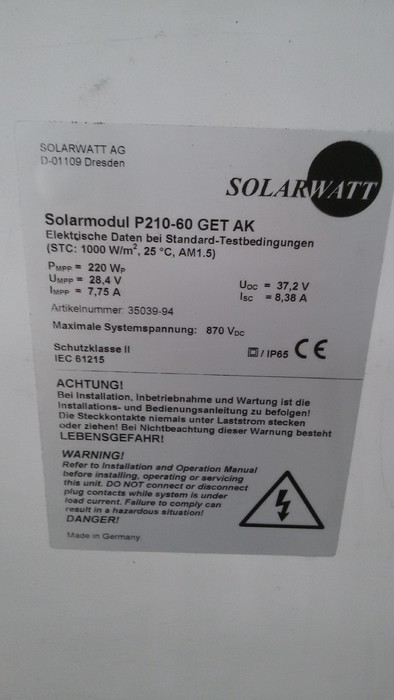 SOLARWATT AG
D-01109 Dresden
SOLARWATT
Solarmodul P210-60 GET AK
Elektrische Daten bei Standard-Testbedingungen
(STC: 1000 W/m², 25 °C, AM1.5)
PMPP = 220 WP
UMPP = 28,4 V
IMPP = 7,75 A
UOC = 37,2 V
ISC = 8,38 A
Artikelnummer: 35039-94
Maximale Systemspannung: 870 VDC
Schutzklasse II
IEC 61215
/ IP65 CE
ACHTUNG!
Bei Installation, Inbetriebnahme und Wartung ist die
Installations- und Bedienungsanleitung zu befolgen!
Die Steckkontakte niemals unter Laststrom stecken
oder ziehen! Bei Nichtbeachtung dieser Warnung besteht
LEBENSGEFAHR!
WARNING!
Refer to Installation and Operation Manual
before installing, operating or servicing
this unit. DO NOT connect or disconnect
plug contacts while system is under
load current. Failure to comply can
result in a hazardous situation!
DANGER!
Made in Germany